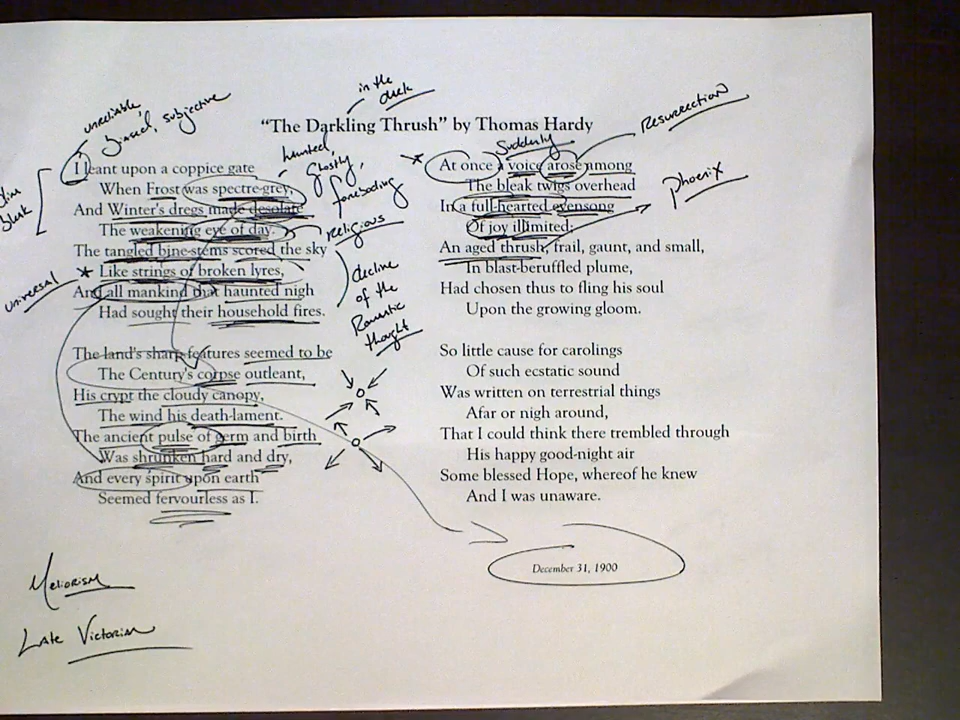 in the
dark
unreliable,
biased, subjective
"The Darkling Thrush" by Thomas Hardy
I leant upon a coppice gate
When Frost was spectre-grey,
And Winter's dregs made desolate
The weakening eye of day.
The tangled bine-stems scored the sky
Like strings of broken lyres,
And all mankind that haunted nigh
Had sought their household fires.
The land's sharp features seemed to be
The Century's corpse outleant,
His crypt the cloudy canopy,
The wind his death-lament.
The ancient pulse of germ and birth
Was shrunken hard and dry,
And every spirit upon earth
Seemed fervourless as I.
bleak
universal
haunted,
ghostly,
foreboding
religious
decline
of the
Romantic
thought
Suddenly
Resurrection
Phoenix
At once a voice arose among
The bleak twigs overhead
In a full-hearted evensong
Of joy illimited;
An aged thrush, frail, gaunt, and small,
In blast-beruffled plume,
Had chosen thus to fling his soul
Upon the growing gloom.
So little cause for carolings
Of such ecstatic sound
Was written on terrestrial things
Afar or nigh around,
That I could think there trembled through
His happy good-night air
Some blessed Hope, whereof he knew
And I was unaware.
December 31, 1900
Meliorism
Late Victorian